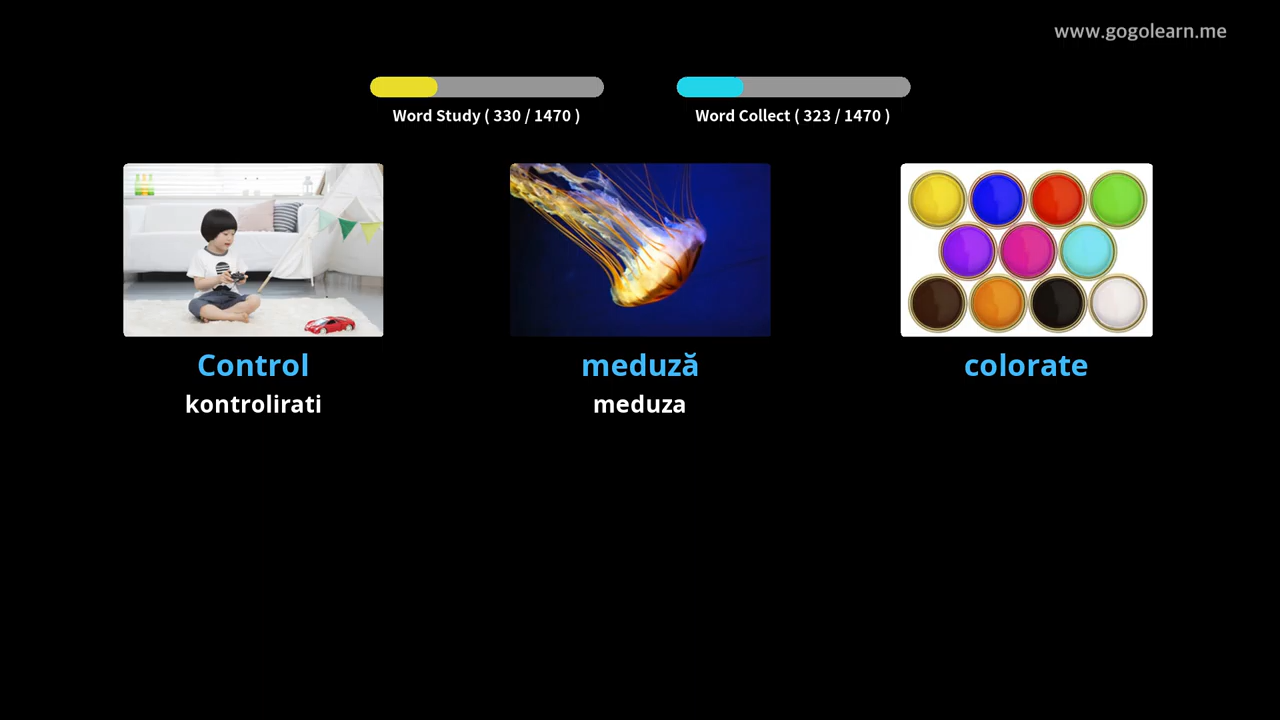 www.gogolearn.me
Word Study ( 330 / 1470 )
Word Collect ( 323 / 1470 )
Control
kontrolirati
meduză
meduza
colorate